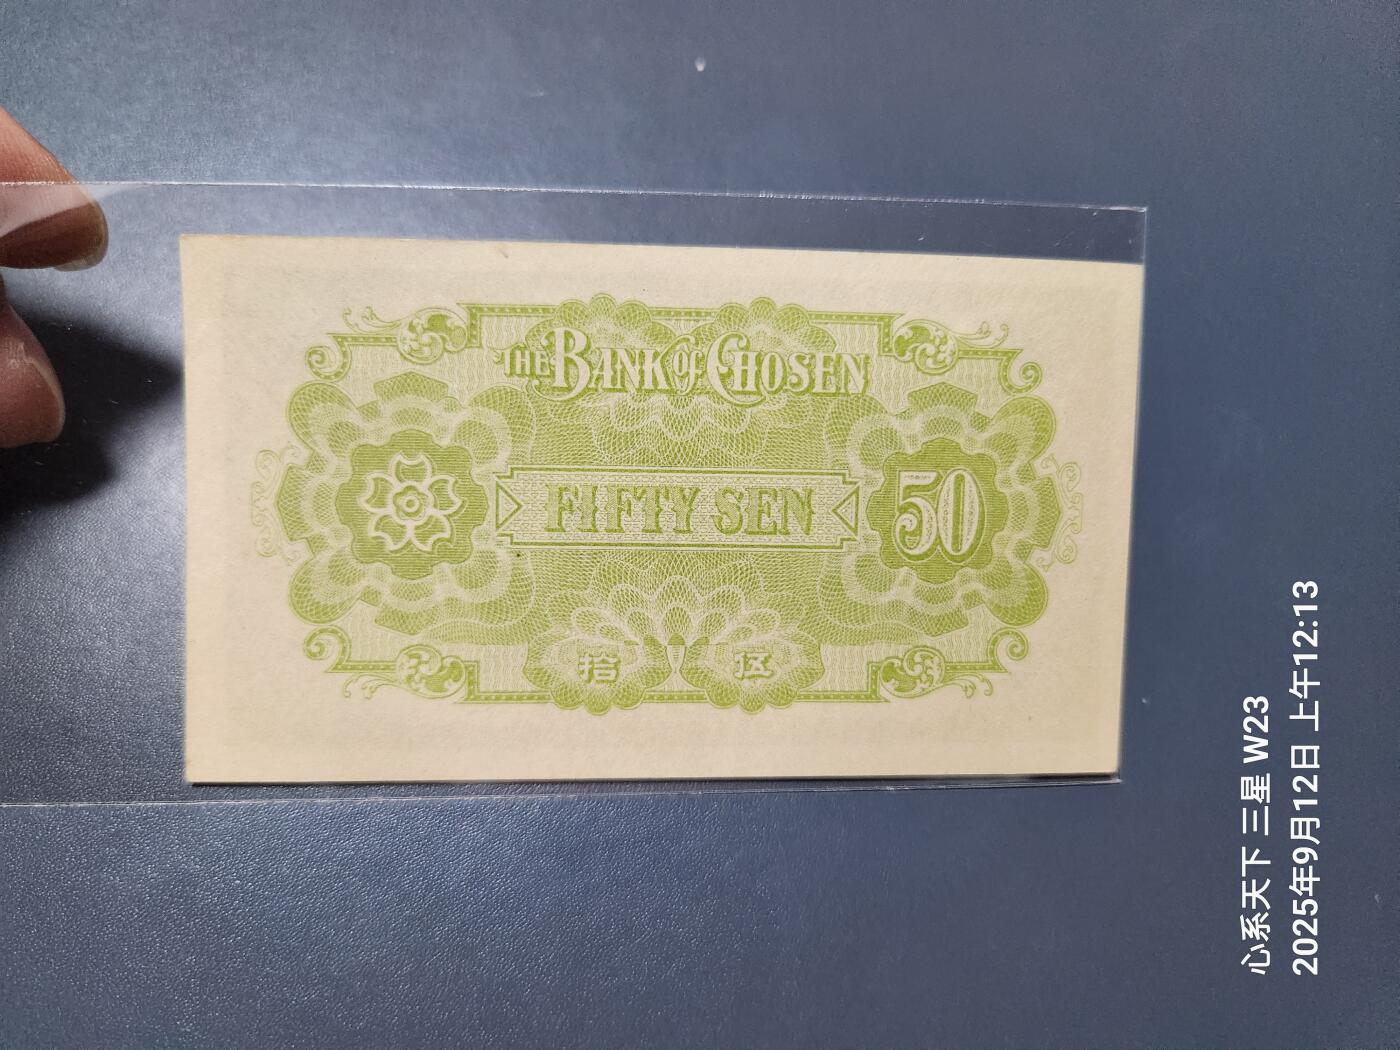 THE BANK OF CHOSEN
FIFTY SEN
50
拾 伍
心系天下 三星 W23
2025年9月12日 上午12:13